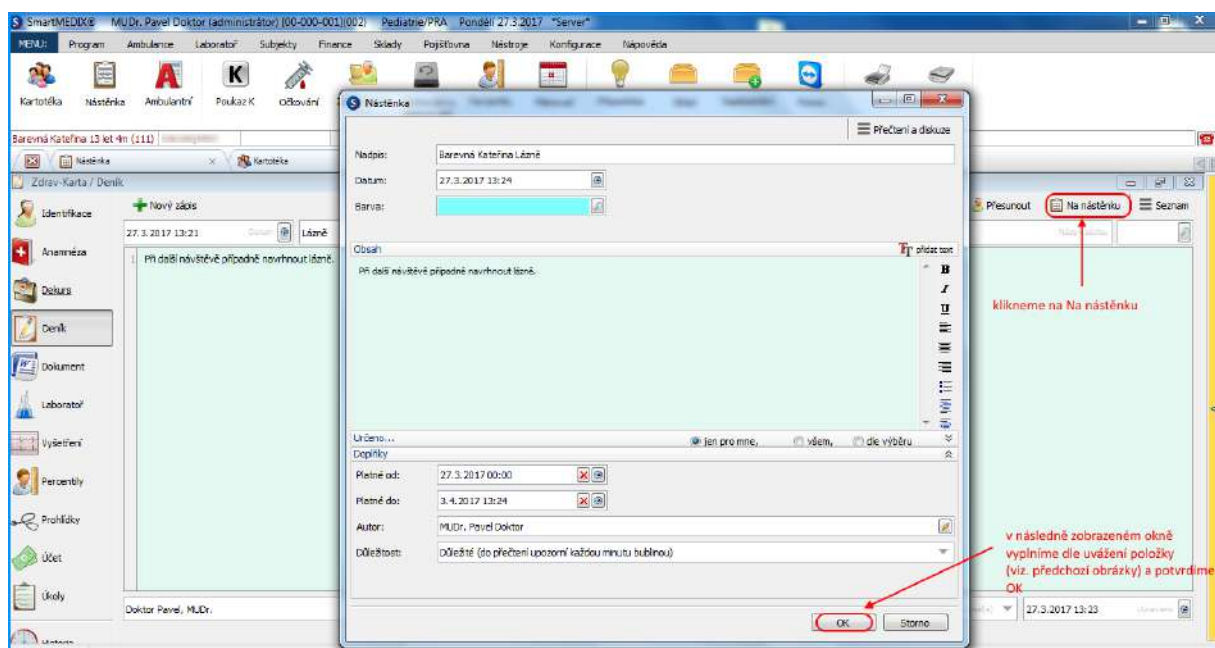 SmartMEDIX® MUDr. Pavel Doktor (administrátor) [00-000-001](002) Pediatrie/PRA Pondělí 27.3.2017 *Server*
MENU: Program Ambulance Laboratoř Subjekty Finance Sklady Pojišťovna Nástroje Konfigurace Nápověda
Kartotéka Nástěnka Ambulantní Poukaz K Očkování
Barevná Kateřina 13 let 4m (111)
Nástěnka Kartotéka
Zdrav-Karta / Deník
Nový zápis
Přesunout Na nástěnku Seznam
27. 3. 2017 13:21 Datum Lázně
1 Při další návštěvě případně navrhnout lázně.
Identifikace
Anamnéza
Dekurs
Deník
Dokument
Laboratoř
Vyšetření
Percentily
Prohlídky
Účet
Úkoly
Doktor Pavel, MUDr.
27.3.2017 13:23
Nástěnka
Přečtení a diskuze
Nadpis: Barevná Kateřina Lázně
Datum: 27.3.2017 13:24
Barva:
Obsah přidat text
Při další návštěvě případně navrhnout lázně.
B
I
U
Určeno... jen pro mne, všem, dle výběru
Doplňky
Platné od: 27.3.2017 00:00
Platné do: 3.4.2017 13:24
Autor: MUDr. Pavel Doktor
Důležitost: Důležité (do přečtení upozorní každou minutu bublinou)
OK Storno
klikneme na Na nástěnku
v následně zobrazeném okně
vyplníme dle uvážení položky
(viz. předchozí obrázky) a potvrdíme
OK